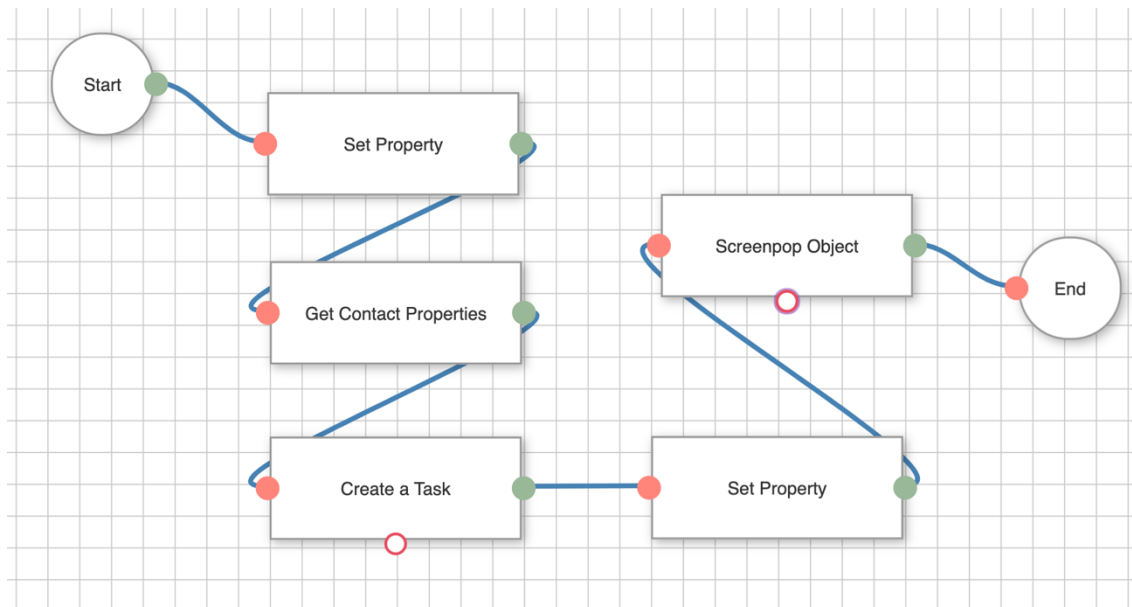 Start
Set Property
Get Contact Properties
Create a Task
Set Property
Screenpop Object
End